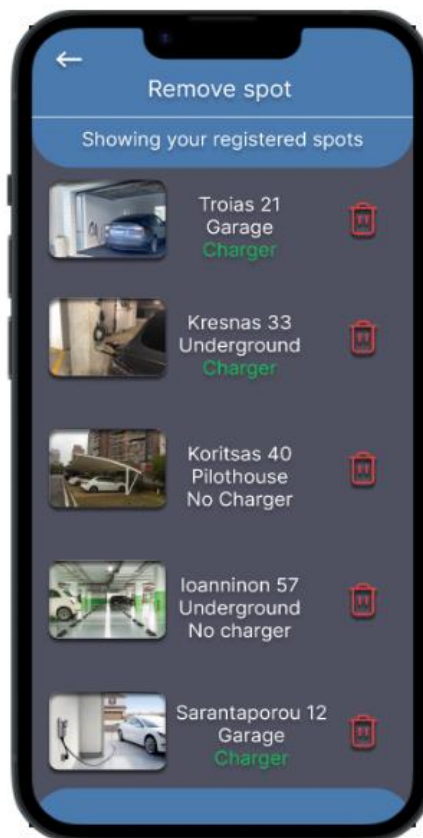 Remove spot
Showing your registered spots
Troias 21
Garage
Charger
Kresnas 33
Underground
Charger
Koritsas 40
Pilothouse
No Charger
Ioanninon 57
Underground
No charger
Sarantaporou 12
Garage
Charger